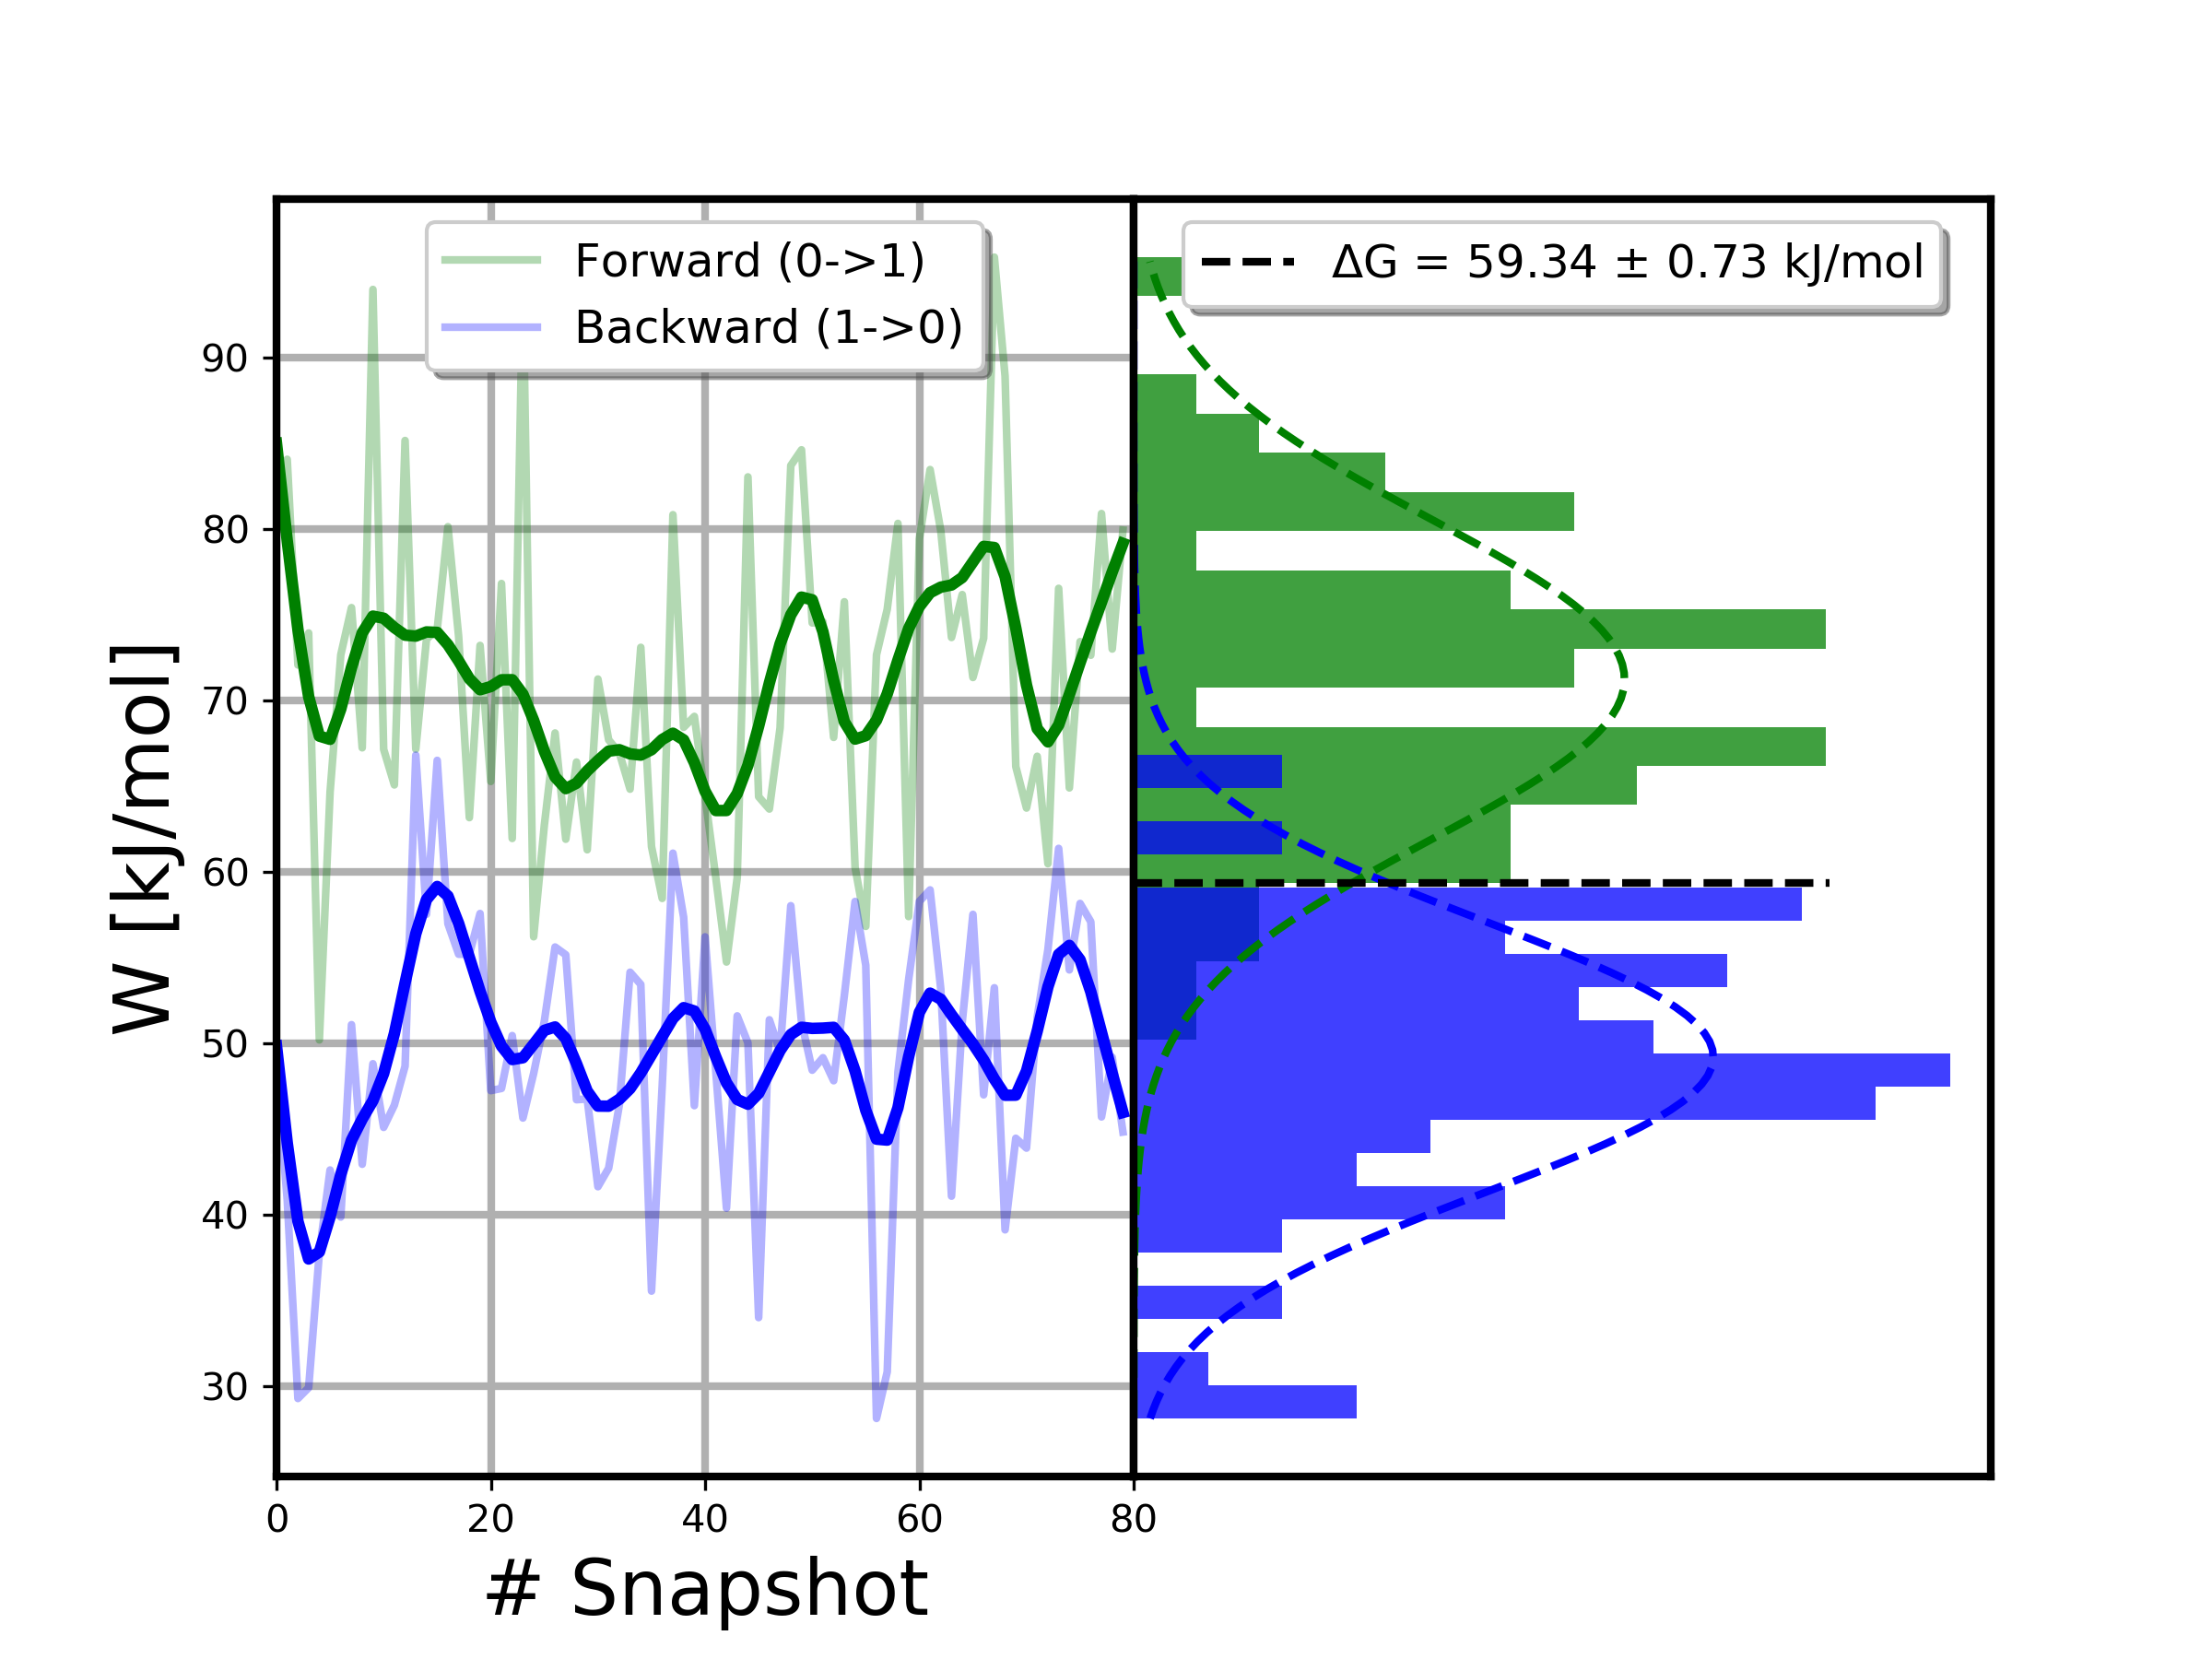 Forward (0->1)
Backward (1->0)
ΔG = 59.34 ± 0.73 kJ/mol
W [kJ/mol]
90
80
70
60
50
40
30
0 20 40 60 80
# Snapshot